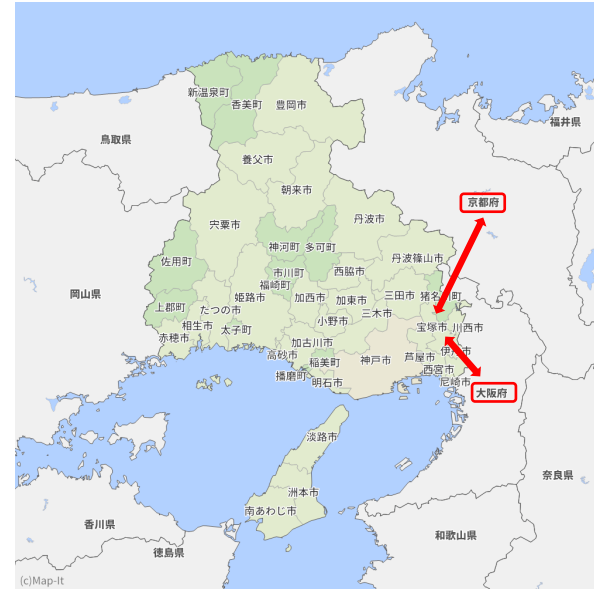 新温泉町
香美町
豊岡市
福井県
鳥取県
養父市
朝来市
京都府
宍粟市
丹波市
神河町
多可町
佐用町
丹波篠山市
市川町
西脇市
福崎町
岡山県
姫路市
加西市
加東市
三田市
猪名川町
上郡町
たつの市
三木市
相生市
太子町
小野市
宝塚市
川西市
赤穂市
加古川市
高砂市
稲美町
神戸市
芦屋市
伊丹市
西宮市
播磨町
明石市
尼崎市
大阪府
淡路市
奈良県
洲本市
南あわじ市
香川県
和歌山県
徳島県
(c)Map-It